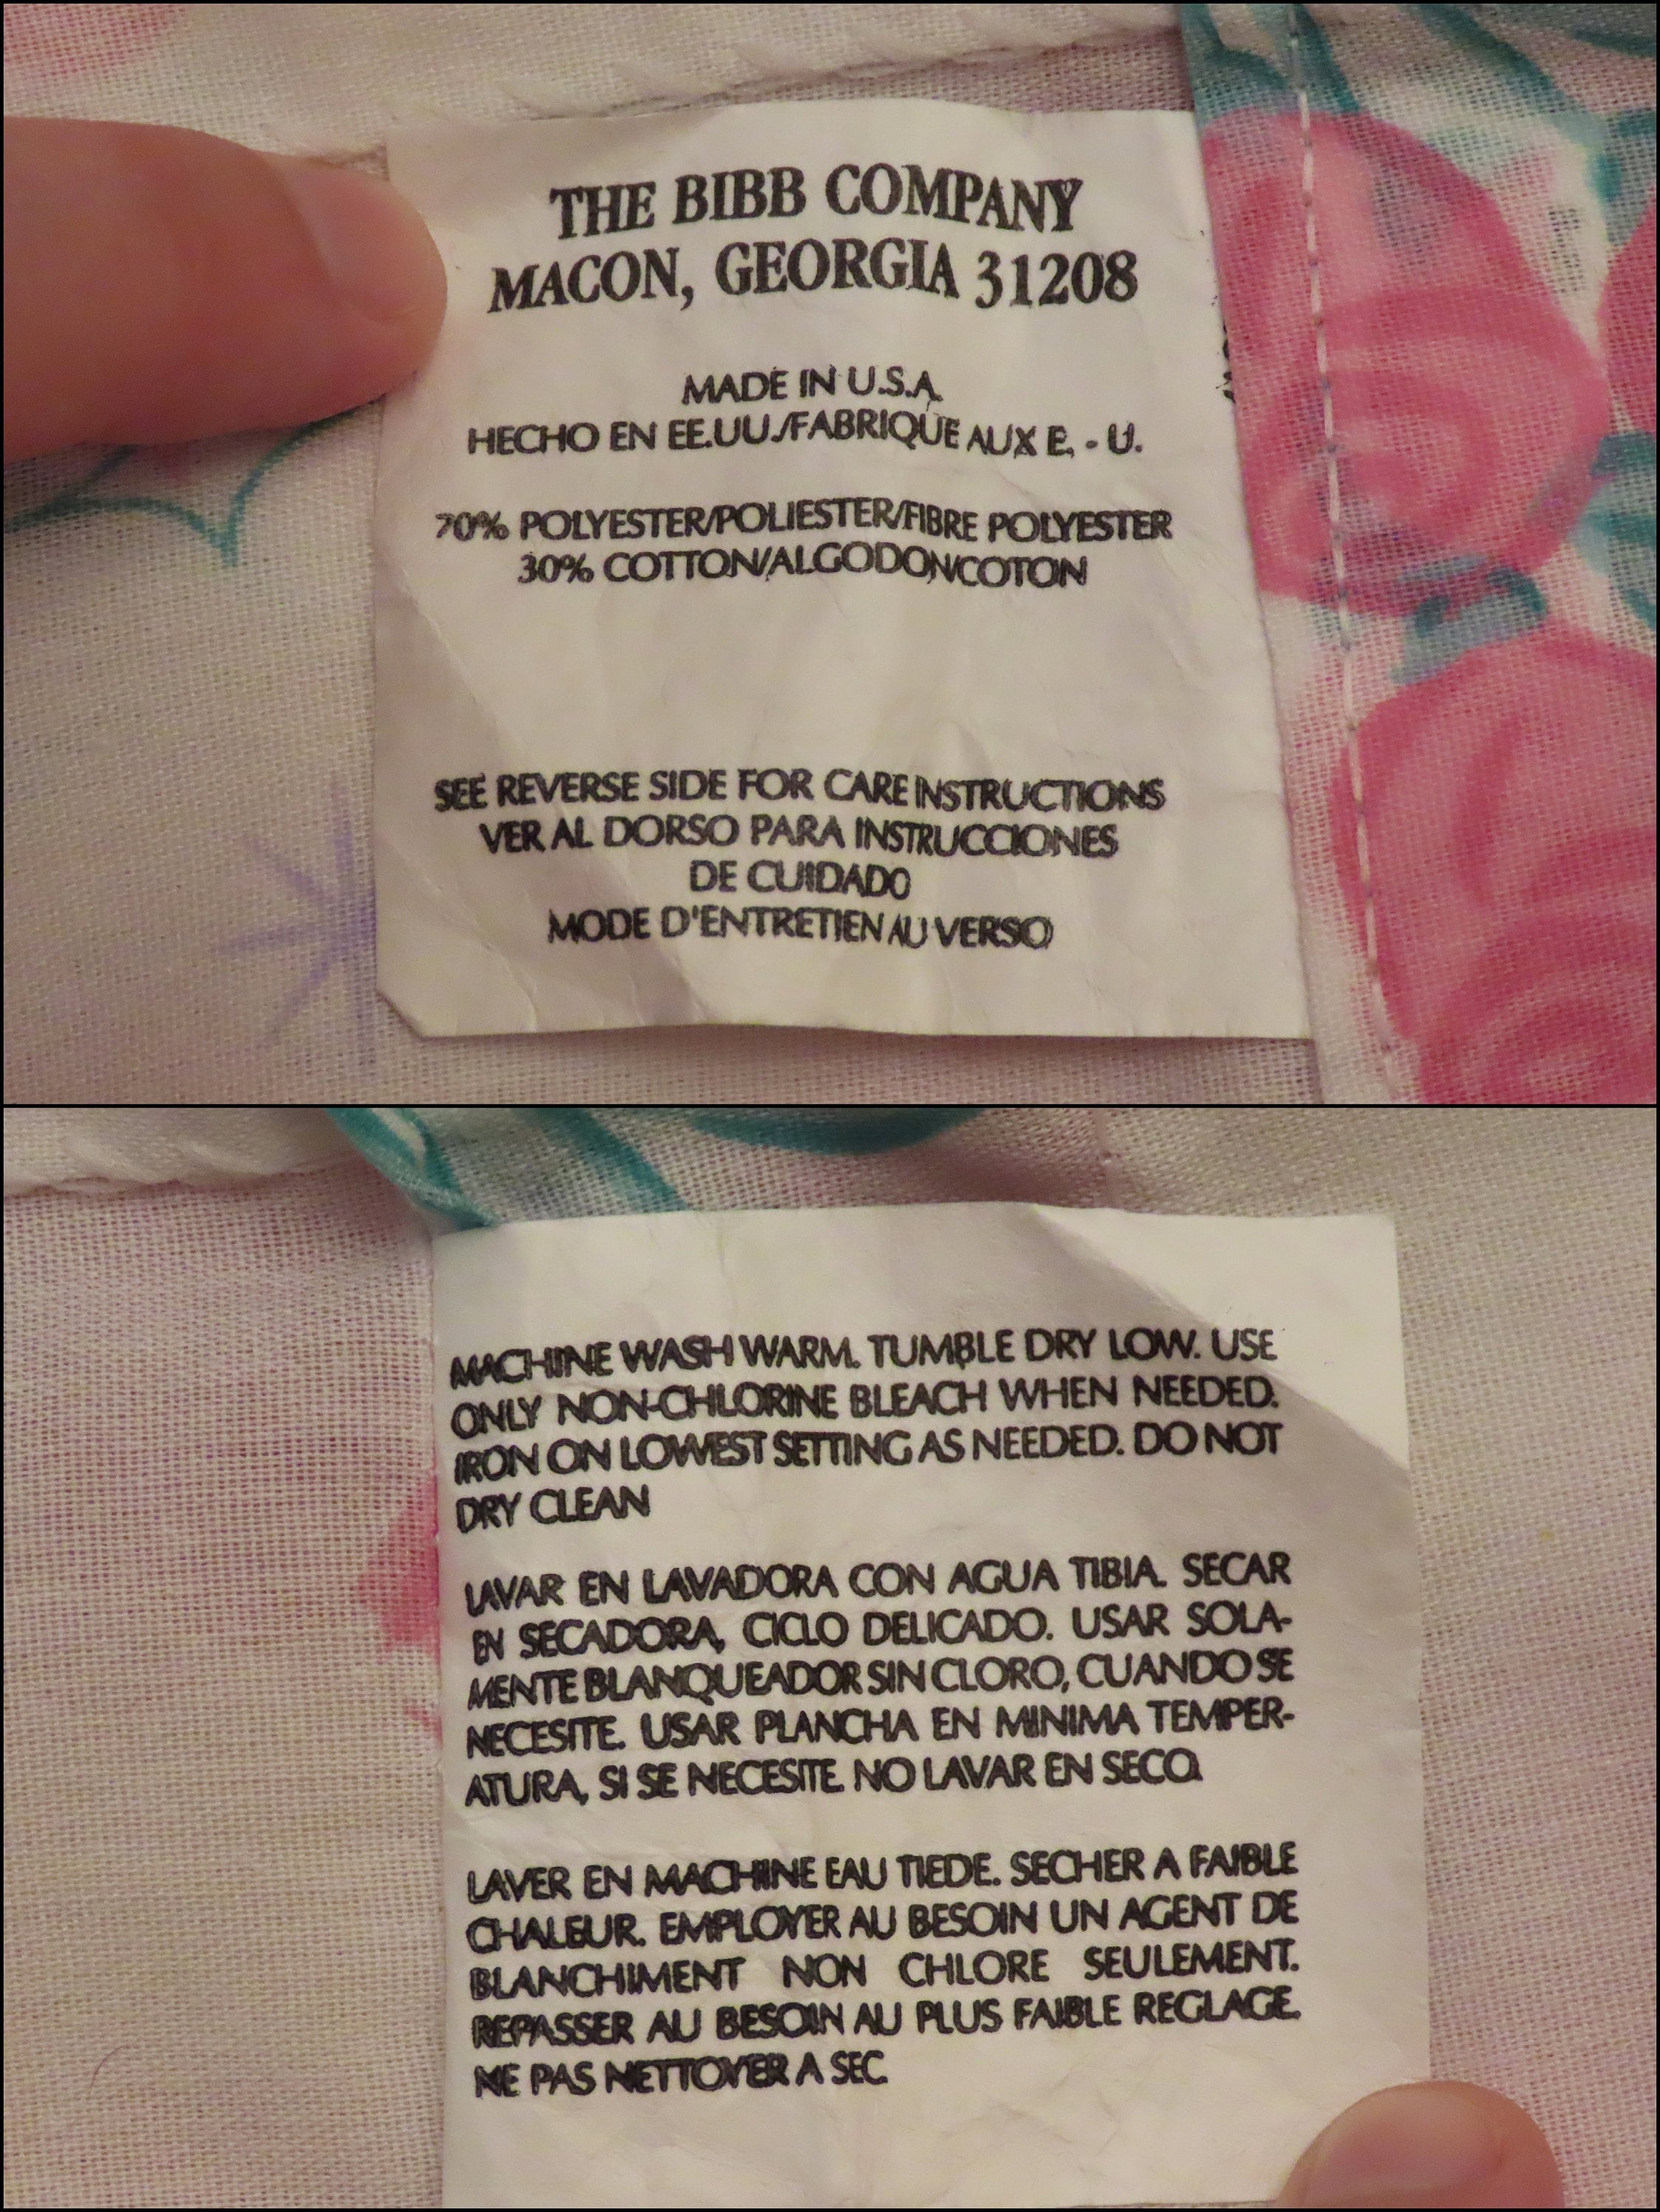 THE BIBB COMPANY
MACON, GEORGIA 31208
MADE IN U.S.A.
HECHO EN EE.UU./FABRIQUE AUX E. - U.
70% POLYESTER/POLIESTER/FIBRE POLYESTER
30% COTTON/ALGODON/COTON
SEE REVERSE SIDE FOR CARE INSTRUCTIONS
VER AL DORSO PARA INSTRUCCIONES
DE CUIDADO
MODE D'ENTRETIEN AU VERSO
MACHINE WASH WARM. TUMBLE DRY LOW. USE
ONLY NON-CHLORINE BLEACH WHEN NEEDED.
IRON ON LOWEST SETTING AS NEEDED. DO NOT
DRY CLEAN
LAVAR EN LAVADORA CON AGUA TIBIA. SECAR
EN SECADORA, CICLO DELICADO. USAR SOLA-
MENTE BLANQUEADOR SIN CLORO, CUANDO SE
NECESITE. USAR PLANCHA EN MINIMA TEMPER-
ATURA, SI SE NECESITE. NO LAVAR EN SECO.
LAVER EN MACHINE EAU TIEDE. SECHER A FAIBLE
CHALEUR. EMPLOYER AU BESOIN UN AGENT DE
BLANCHIMENT NON CHLORE SEULEMENT.
REPASSER AU BESOIN AU PLUS FAIBLE REGLAGE.
NE PAS NETTOYER A SEC.